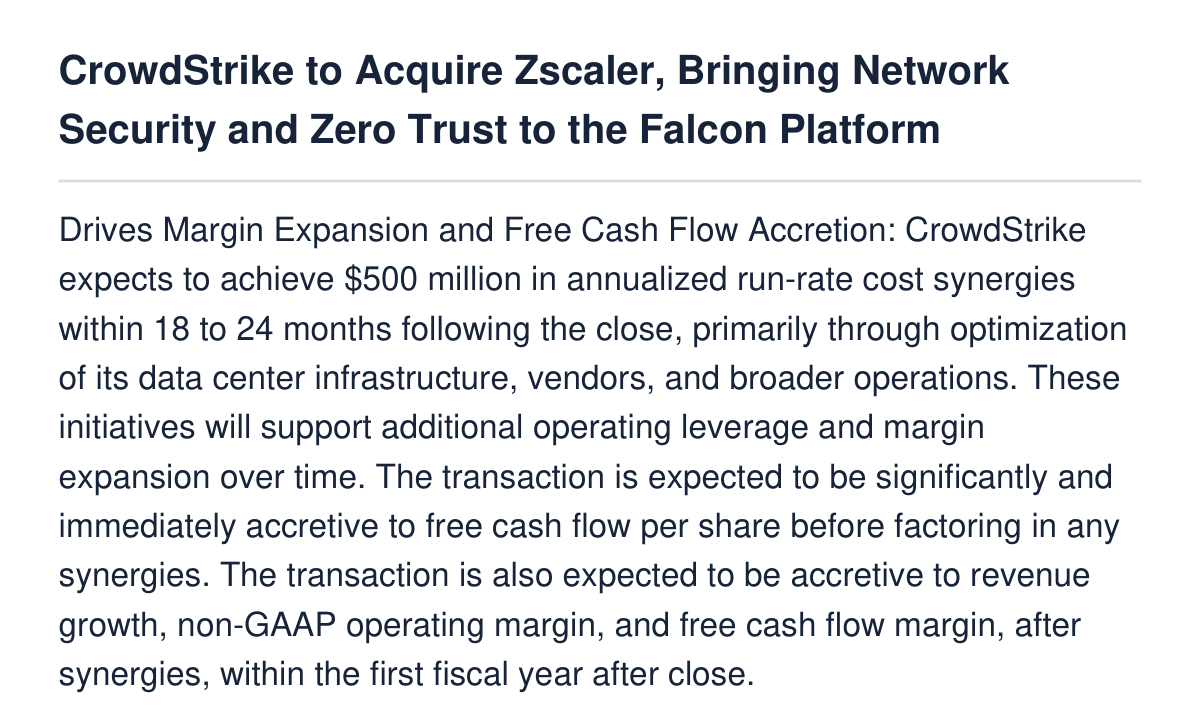 CrowdStrike to Acquire Zscaler, Bringing Network
Security and Zero Trust to the Falcon Platform
Drives Margin Expansion and Free Cash Flow Accretion: CrowdStrike
expects to achieve $500 million in annualized run-rate cost synergies
within 18 to 24 months following the close, primarily through optimization
of its data center infrastructure, vendors, and broader operations. These
initiatives will support additional operating leverage and margin
expansion over time. The transaction is expected to be significantly and
immediately accretive to free cash flow per share before factoring in any
synergies. The transaction is also expected to be accretive to revenue
growth, non-GAAP operating margin, and free cash flow margin, after
synergies, within the first fiscal year after close.